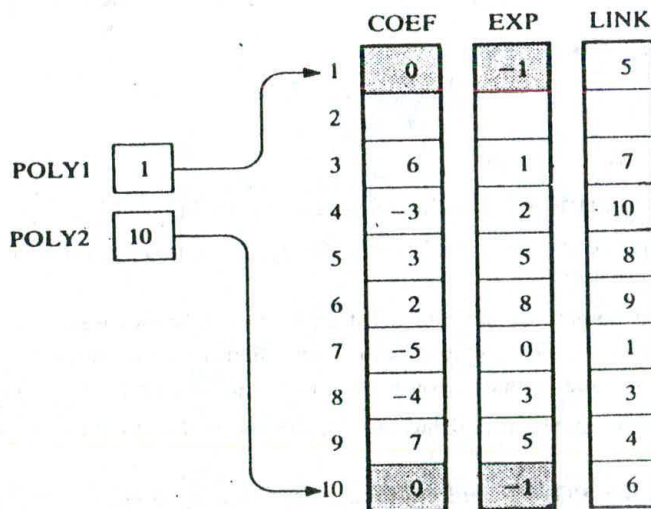 COEF EXP LINK
1 0 -1 5
2
POLY1 1 3 6 1 7
4 -3 2 10
POLY2 10
5 3 5 8
6 2 8 9
7 -5 0 1
8 -4 3 3
9 7 5 4
10 0 -1 6